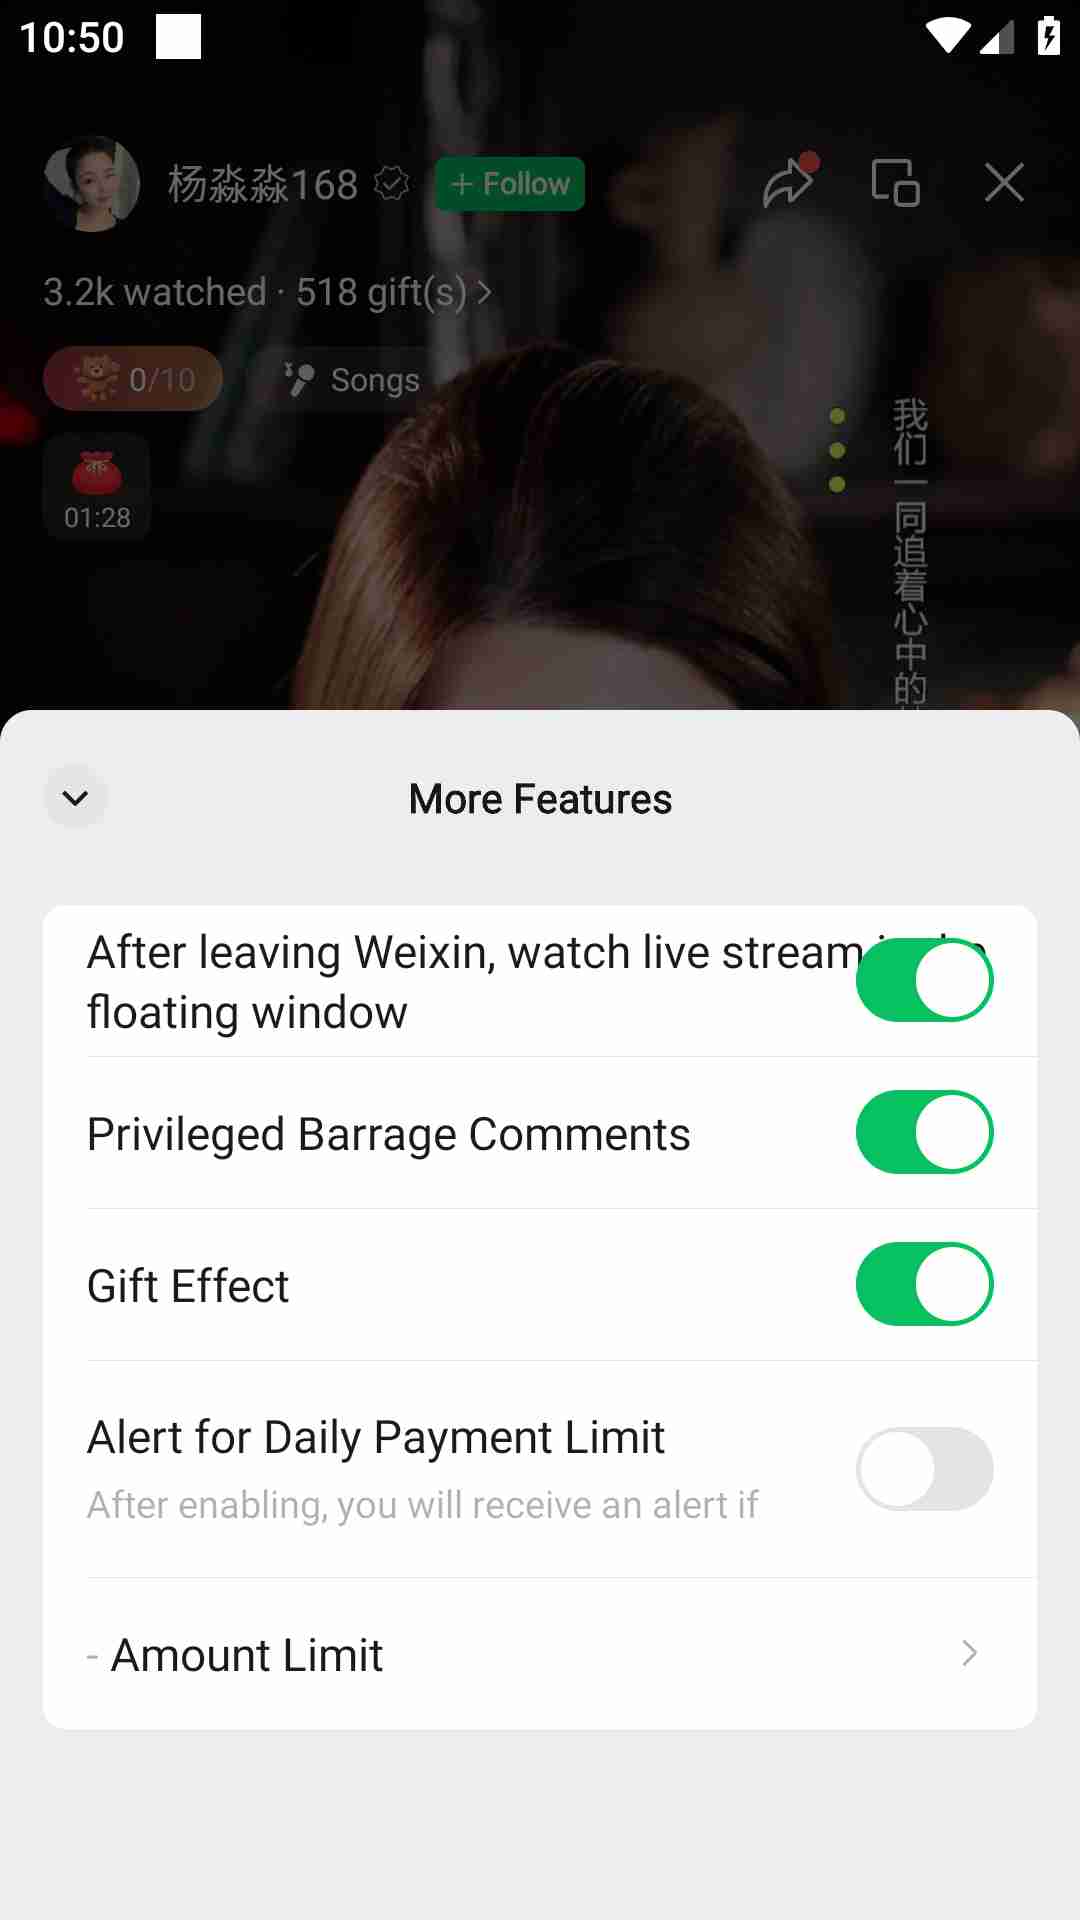 10:50
杨淼淼168
+ Follow
3.2k watched · 518 gift(s)
0/10
Songs
01:28
我们一同追着心中的
More Features
After leaving Weixin, watch live stream
floating window
Privileged Barrage Comments
Gift Effect
Alert for Daily Payment Limit
After enabling, you will receive an alert if
- Amount Limit